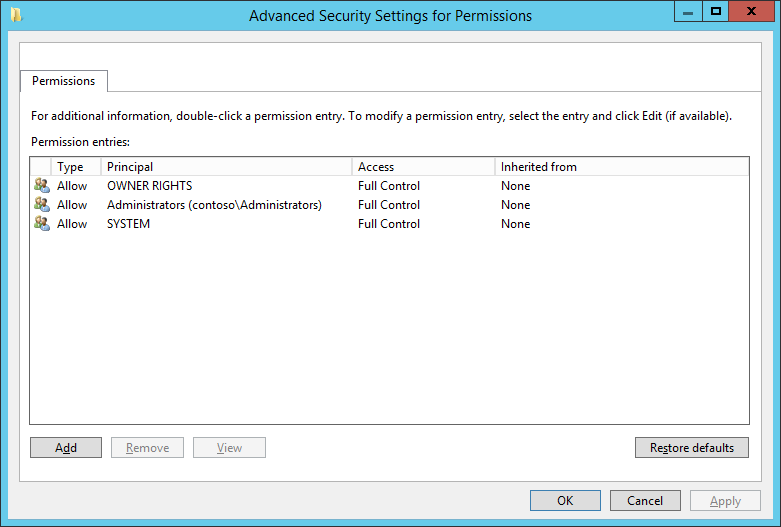 Advanced Security Settings for Permissions
Permissions
For additional information, double-click a permission entry. To modify a permission entry, select the entry and click Edit (if available).
Permission entries:
Type Principal Access Inherited from
Allow OWNER RIGHTS Full Control None
Allow Administrators (contoso\Administrators) Full Control None
Allow SYSTEM Full Control None
Add Remove View Restore defaults
OK Cancel Apply